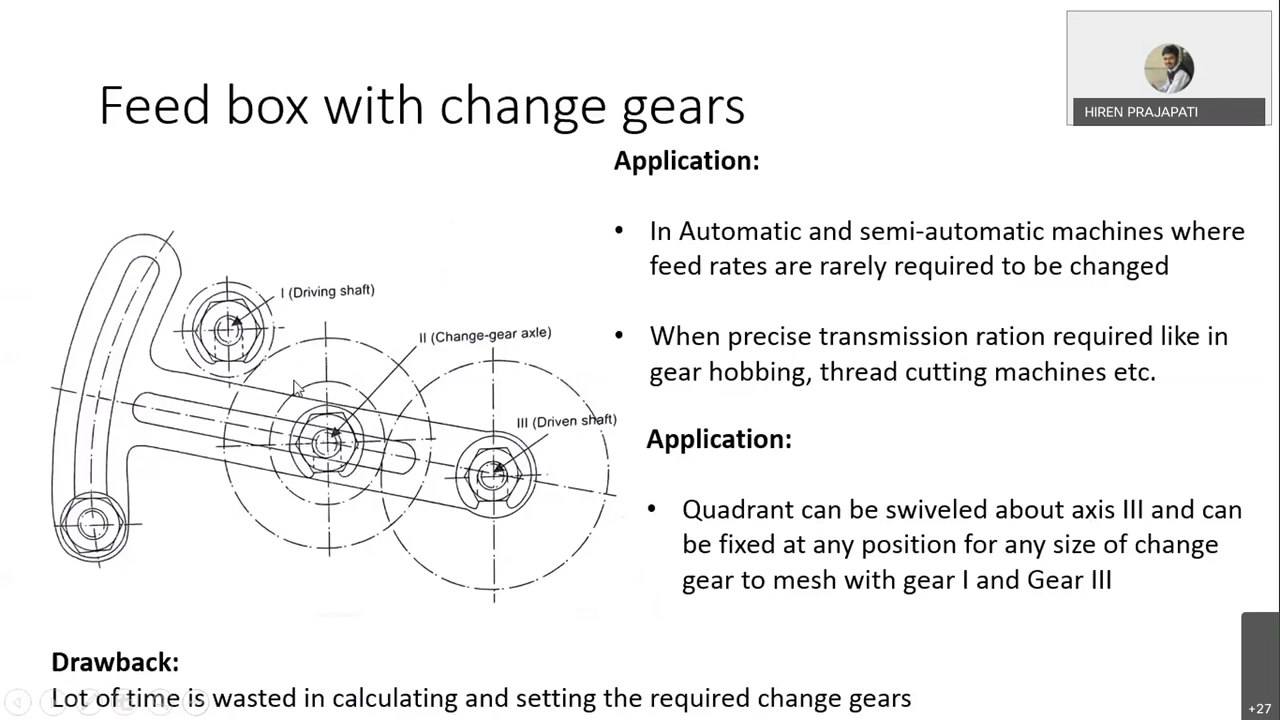 HIREN PRAJAPATI
Feed box with change gears
Application:
• In Automatic and semi-automatic machines where
feed rates are rarely required to be changed
• When precise transmission ration required like in
gear hobbing, thread cutting machines etc.
I (Driving shaft)
II (Change-gear axle)
III (Driven shaft)
Application:
• Quadrant can be swiveled about axis III and can
be fixed at any position for any size of change
gear to mesh with gear I and Gear III
Drawback:
Lot of time is wasted in calculating and setting the required change gears
+27